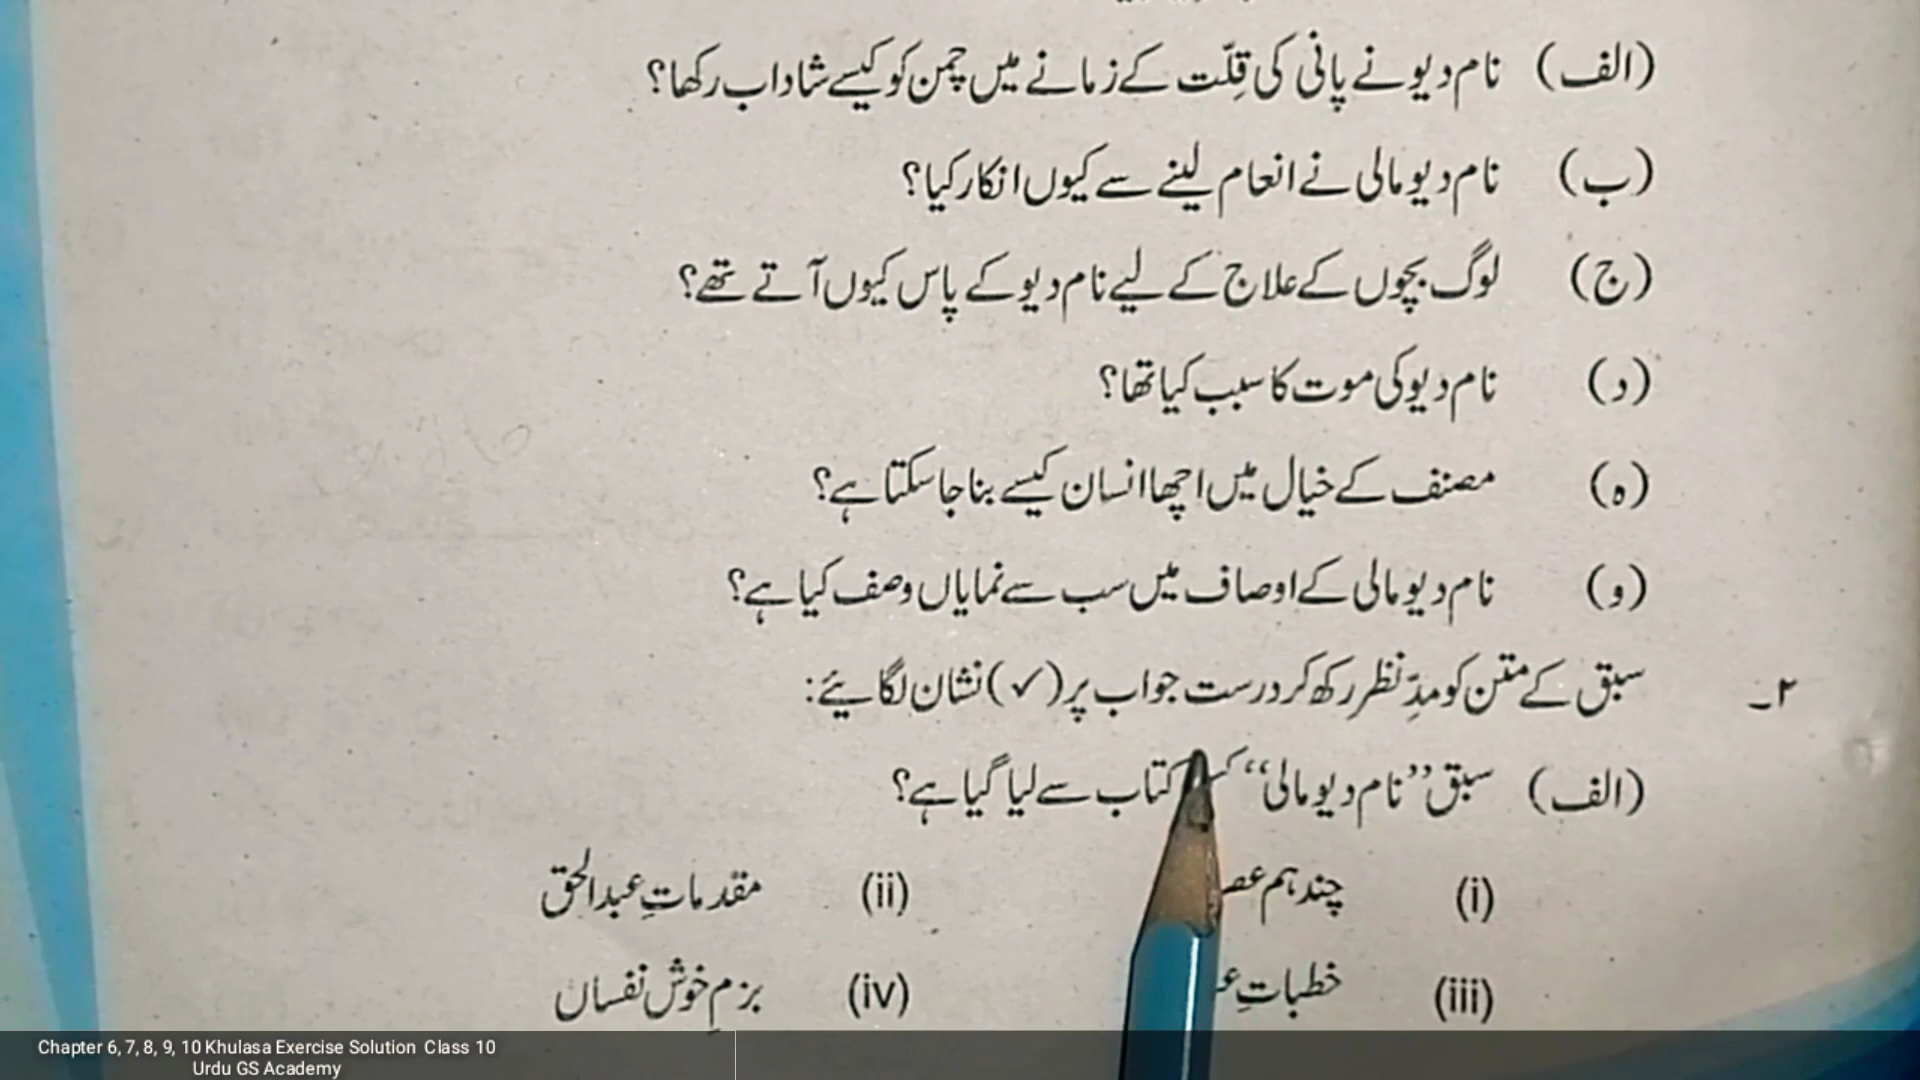 (الف) نام دیو نے پانی کی قِلّت کے زمانے میں چمن کو کیسے شاداب رکھا؟
(ب) نام دیو مالی نے انعام لینے سے کیوں انکار کیا؟
(ج) لوگ بچوں کے علاج کے لیے نام دیو کے پاس کیوں آتے تھے؟
(د) نام دیو کی موت کا سبب کیا تھا؟
(ہ) مصنف کے خیال میں اچھا انسان کیسے بنا جا سکتا ہے؟
(و) نام دیو مالی کے اوصاف میں سب سے نمایاں وصف کیا ہے؟
۲۔ سبق کے متن کو مدِّ نظر رکھ کر درست جواب پر (✓) نشان لگائیے:
(الف) سبق ”نام دیو مالی“ کتاب سے لیا گیا ہے؟
(i) چند ہم (ii) مقدماتِ عبدالحق
(iii) خطباتِ (iv) بزمِ خوش نفساں
Chapter 6, 7, 8, 9, 10 Khulasa Exercise Solution Class 10
Urdu GS Academy